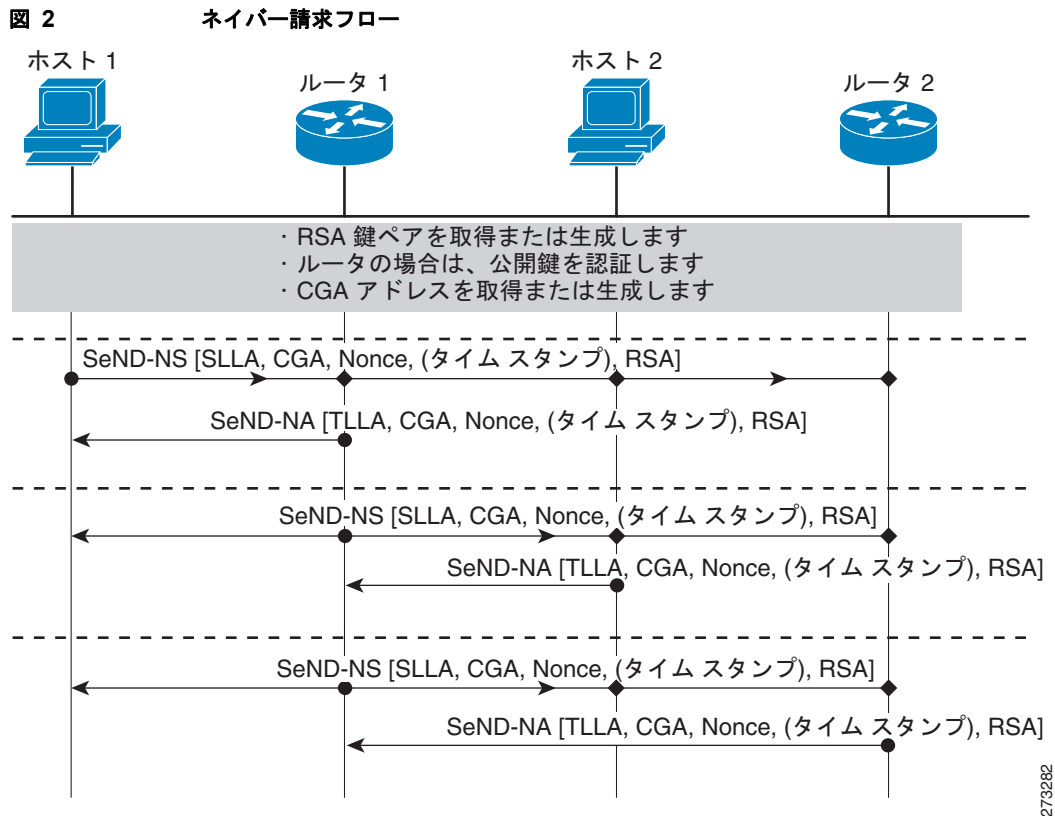 図 2 ネイバー請求フロー
ホスト 1
ルータ 1
ホスト 2
ルータ 2
・RSA 鍵ペアを取得または生成します
・ルータの場合は、公開鍵を認証します
・CGA アドレスを取得または生成します
SeND-NS [SLLA, CGA, Nonce, (タイム スタンプ), RSA]
SeND-NA [TLLA, CGA, Nonce, (タイム スタンプ), RSA]
SeND-NS [SLLA, CGA, Nonce, (タイム スタンプ), RSA]
SeND-NA [TLLA, CGA, Nonce, (タイム スタンプ), RSA]
SeND-NS [SLLA, CGA, Nonce, (タイム スタンプ), RSA]
SeND-NA [TLLA, CGA, Nonce, (タイム スタンプ), RSA]
273282